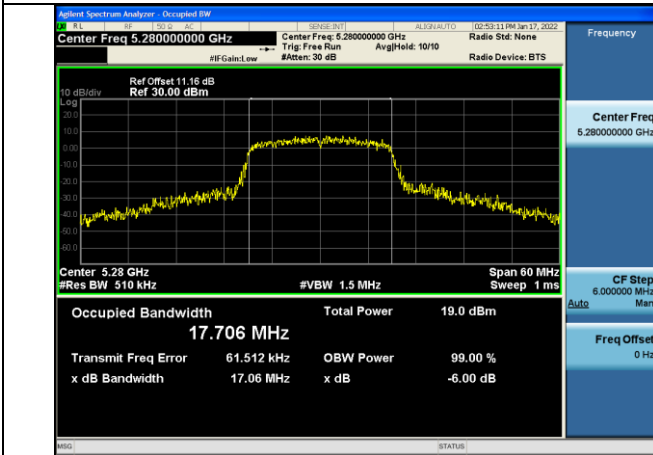 Agilent Spectrum Analyzer - Occupied BW
RL RF 50 Ω AC SENSE:INT ALIGNAUTO 02:53:11 PM Jan 17, 2022
Center Freq 5.280000000 GHz Center Freq: 5.280000000 GHz Radio Std: None
Trig: Free Run Avg|Hold: 10/10
#IFGain:Low #Atten: 30 dB Radio Device: BTS
Frequency
Ref Offset 11.16 dB
10 dB/div Ref 30.00 dBm
Log
20.0
10.0
0.00
-10.0
-20.0
-30.0
-40.0
-50.0
-60.0
Center Freq
5.280000000 GHz
Center 5.28 GHz Span 60 MHz
#Res BW 510 kHz #VBW 1.5 MHz Sweep 1 ms
CF Step
6.000000 MHz
Auto Man
Occupied Bandwidth Total Power 19.0 dBm
17.706 MHz
Transmit Freq Error 61.512 kHz OBW Power 99.00 %
x dB Bandwidth 17.06 MHz x dB -6.00 dB
Freq Offset
0 Hz
MSG STATUS